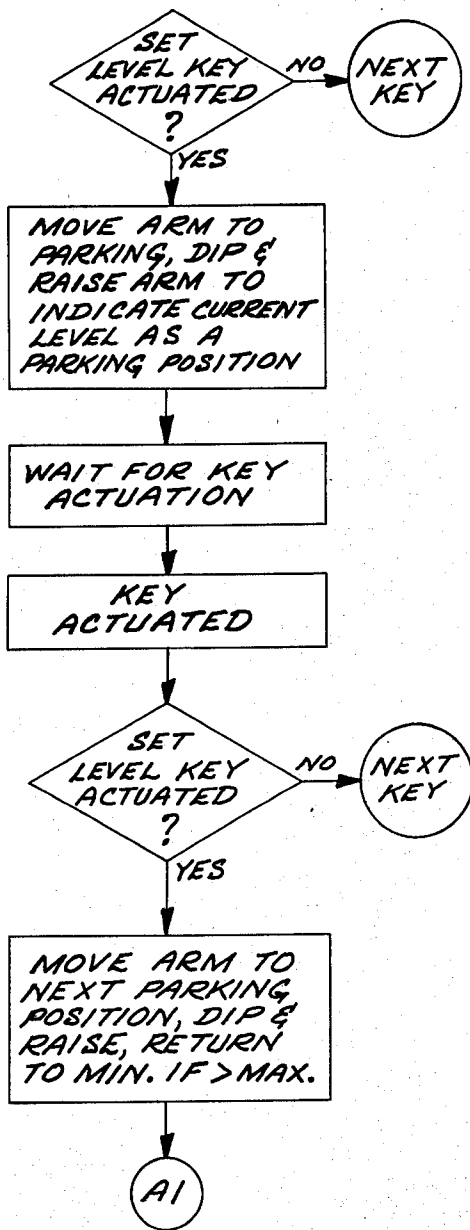 SET
LEVEL KEY
ACTUATED
?
NO
NEXT
KEY
YES
MOVE ARM TO
PARKING, DIP &
RAISE ARM TO
INDICATE CURRENT
LEVEL AS A
PARKING POSITION
WAIT FOR KEY
ACTUATION
KEY
ACTUATED
SET
LEVEL KEY
ACTUATED
?
NO
NEXT
KEY
YES
MOVE ARM TO
NEXT PARKING
POSITION, DIP &
RAISE, RETURN
TO MIN. IF > MAX.
A1